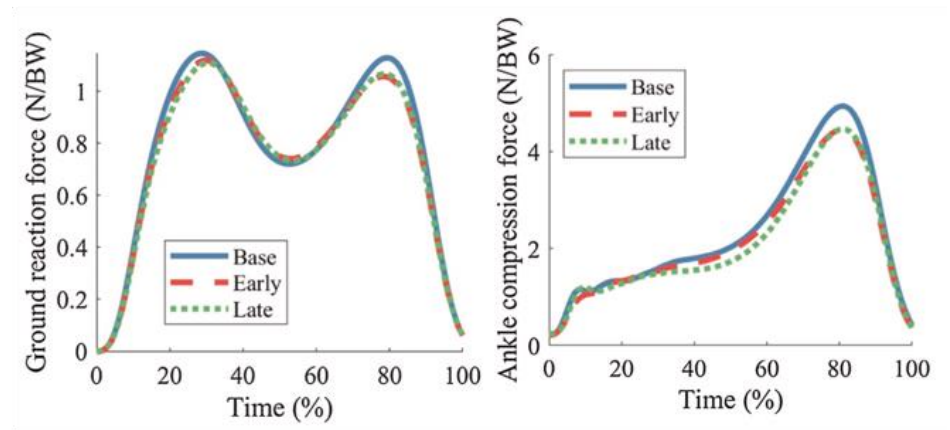 Ground reaction force (N/BW)
1
0.8
0.6
0.4
0.2
0
Base
Early
Late
0 20 40 60 80 100
Time (%)
Ankle compression force (N/BW)
6
4
2
0
Base
Early
Late
0 20 40 60 80 100
Time (%)